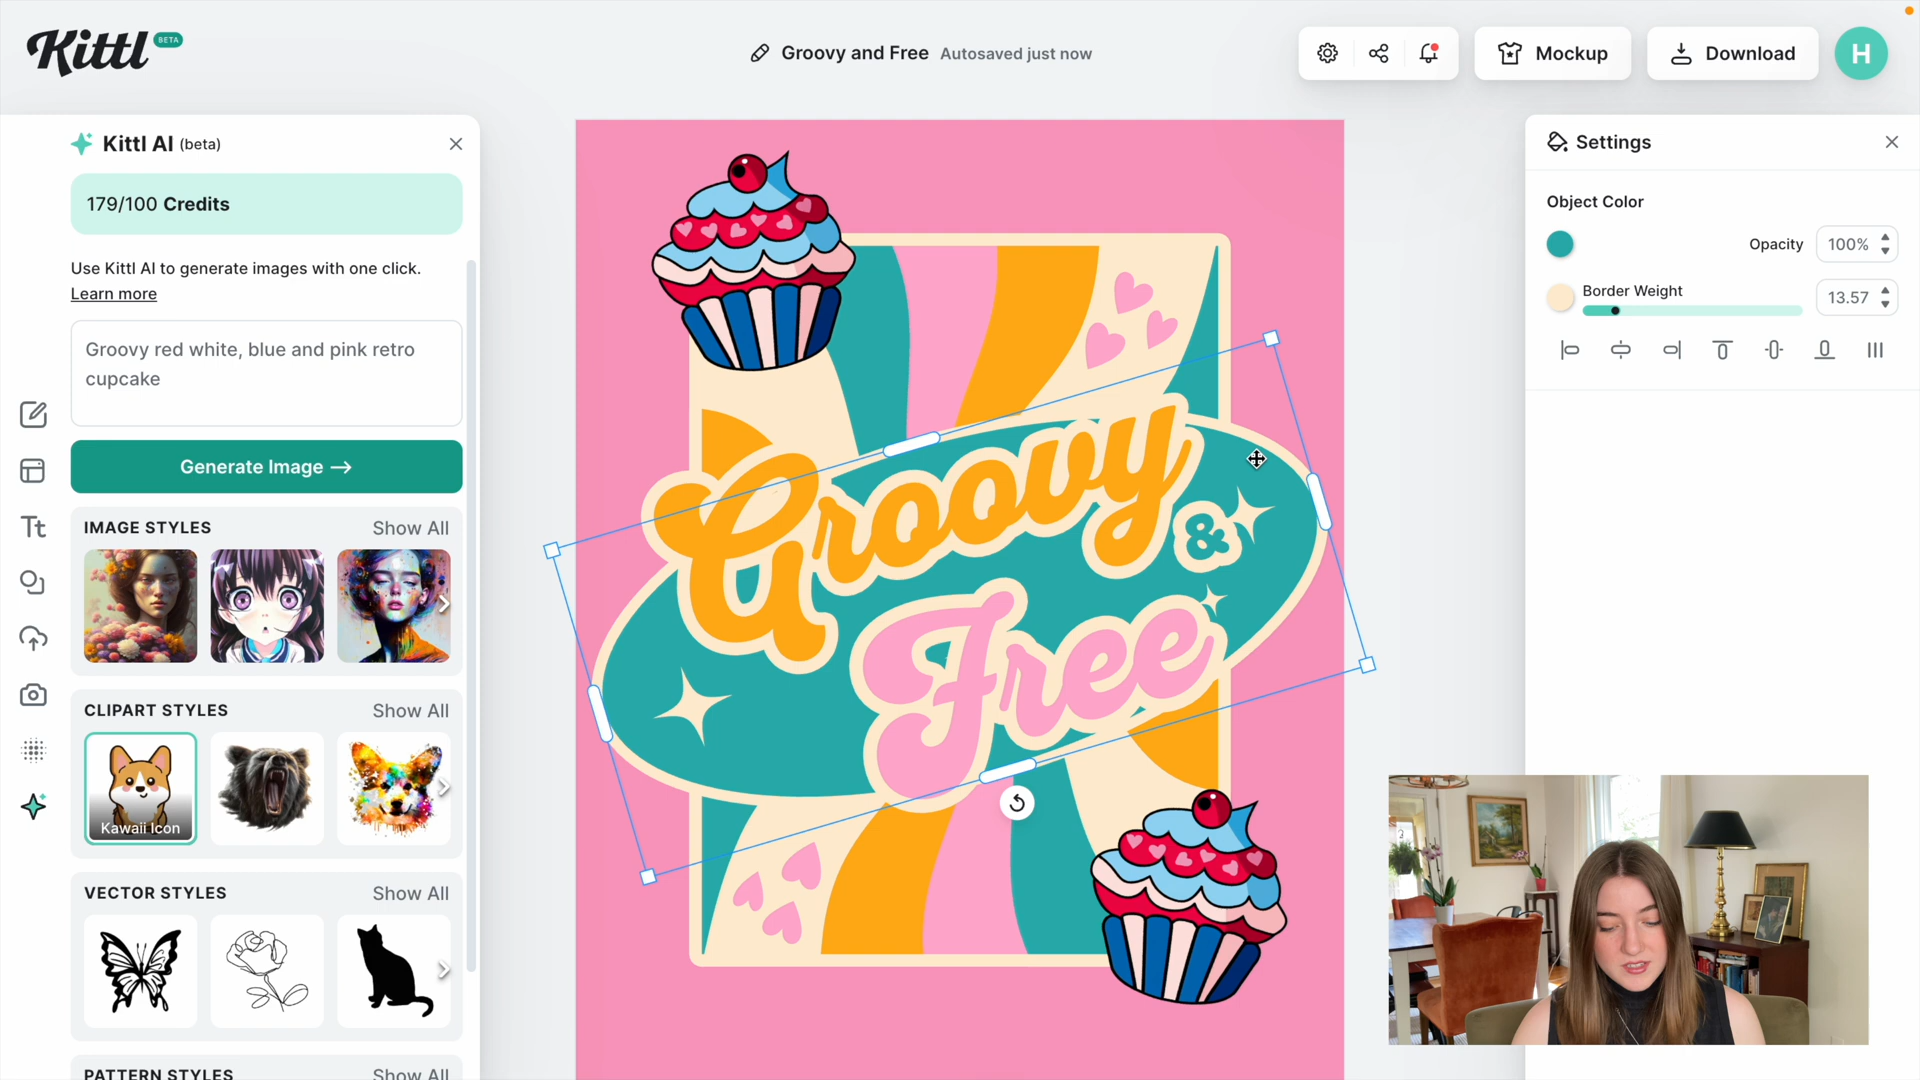 Kittl BETA
Groovy and Free Autosaved just now
Mockup
Download
H
Kittl AI (beta)
179/100 Credits
Use Kittl AI to generate images with one click.
Learn more
Groovy red white, blue and pink retro
cupcake
Generate Image →
IMAGE STYLES Show All
CLIPART STYLES Show All
Kawaii Icon
VECTOR STYLES Show All
PATTERN STYLES Show All
Tt
Groovy
&
Free
Settings
Object Color
Opacity 100%
Border Weight 13.57